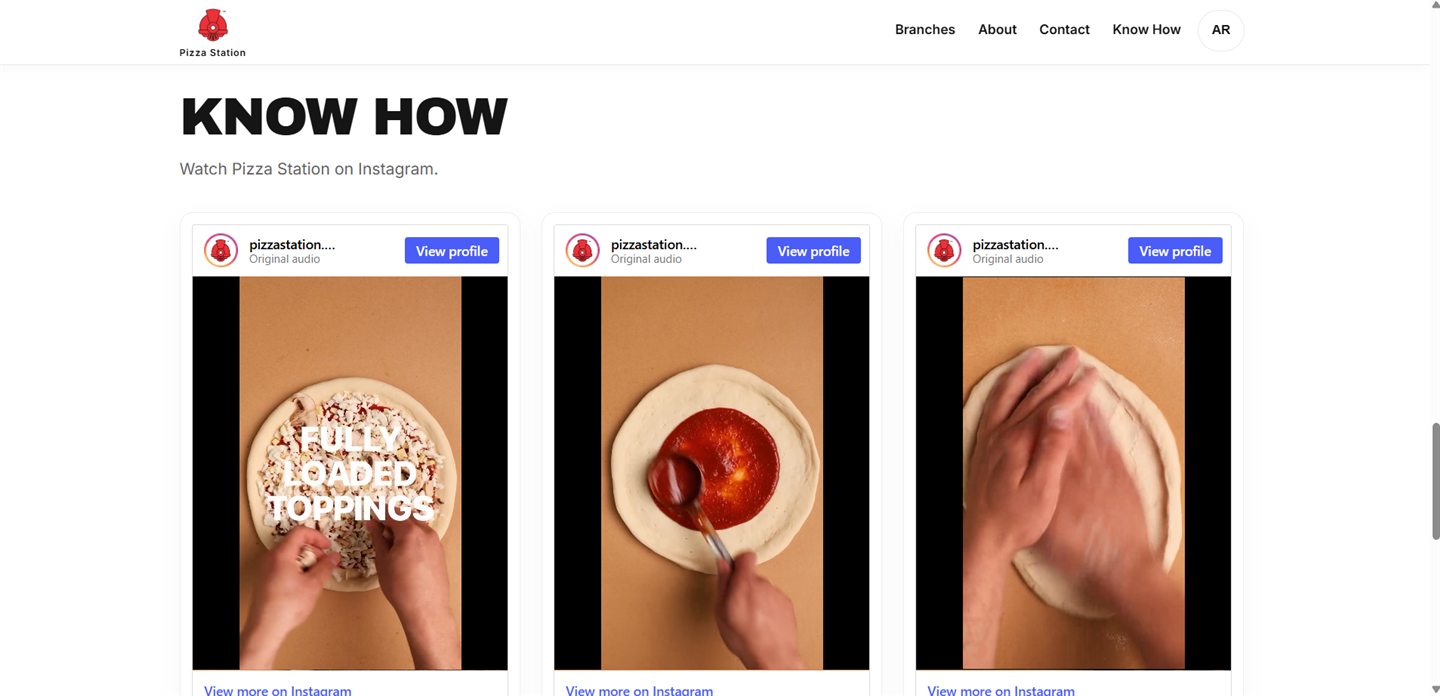 Pizza Station
Branches
About
Contact
Know How
AR
KNOW HOW
Watch Pizza Station on Instagram.
pizzastation....
Original audio
View profile
FULLY
LOADED
TOPPINGS
View more on Instagram
pizzastation....
Original audio
View profile
View more on Instagram
pizzastation....
Original audio
View profile
View more on Instagram